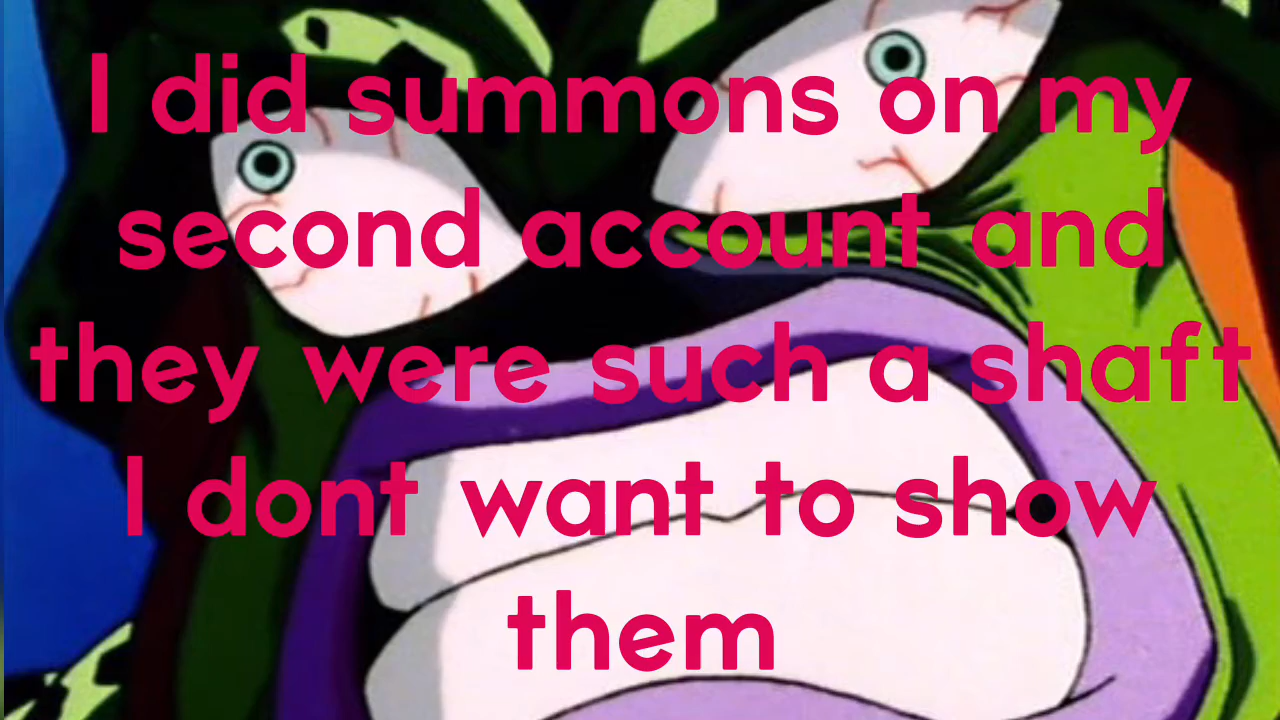 I did summons on my
second account and
they were such a shaft
I dont want to show
them